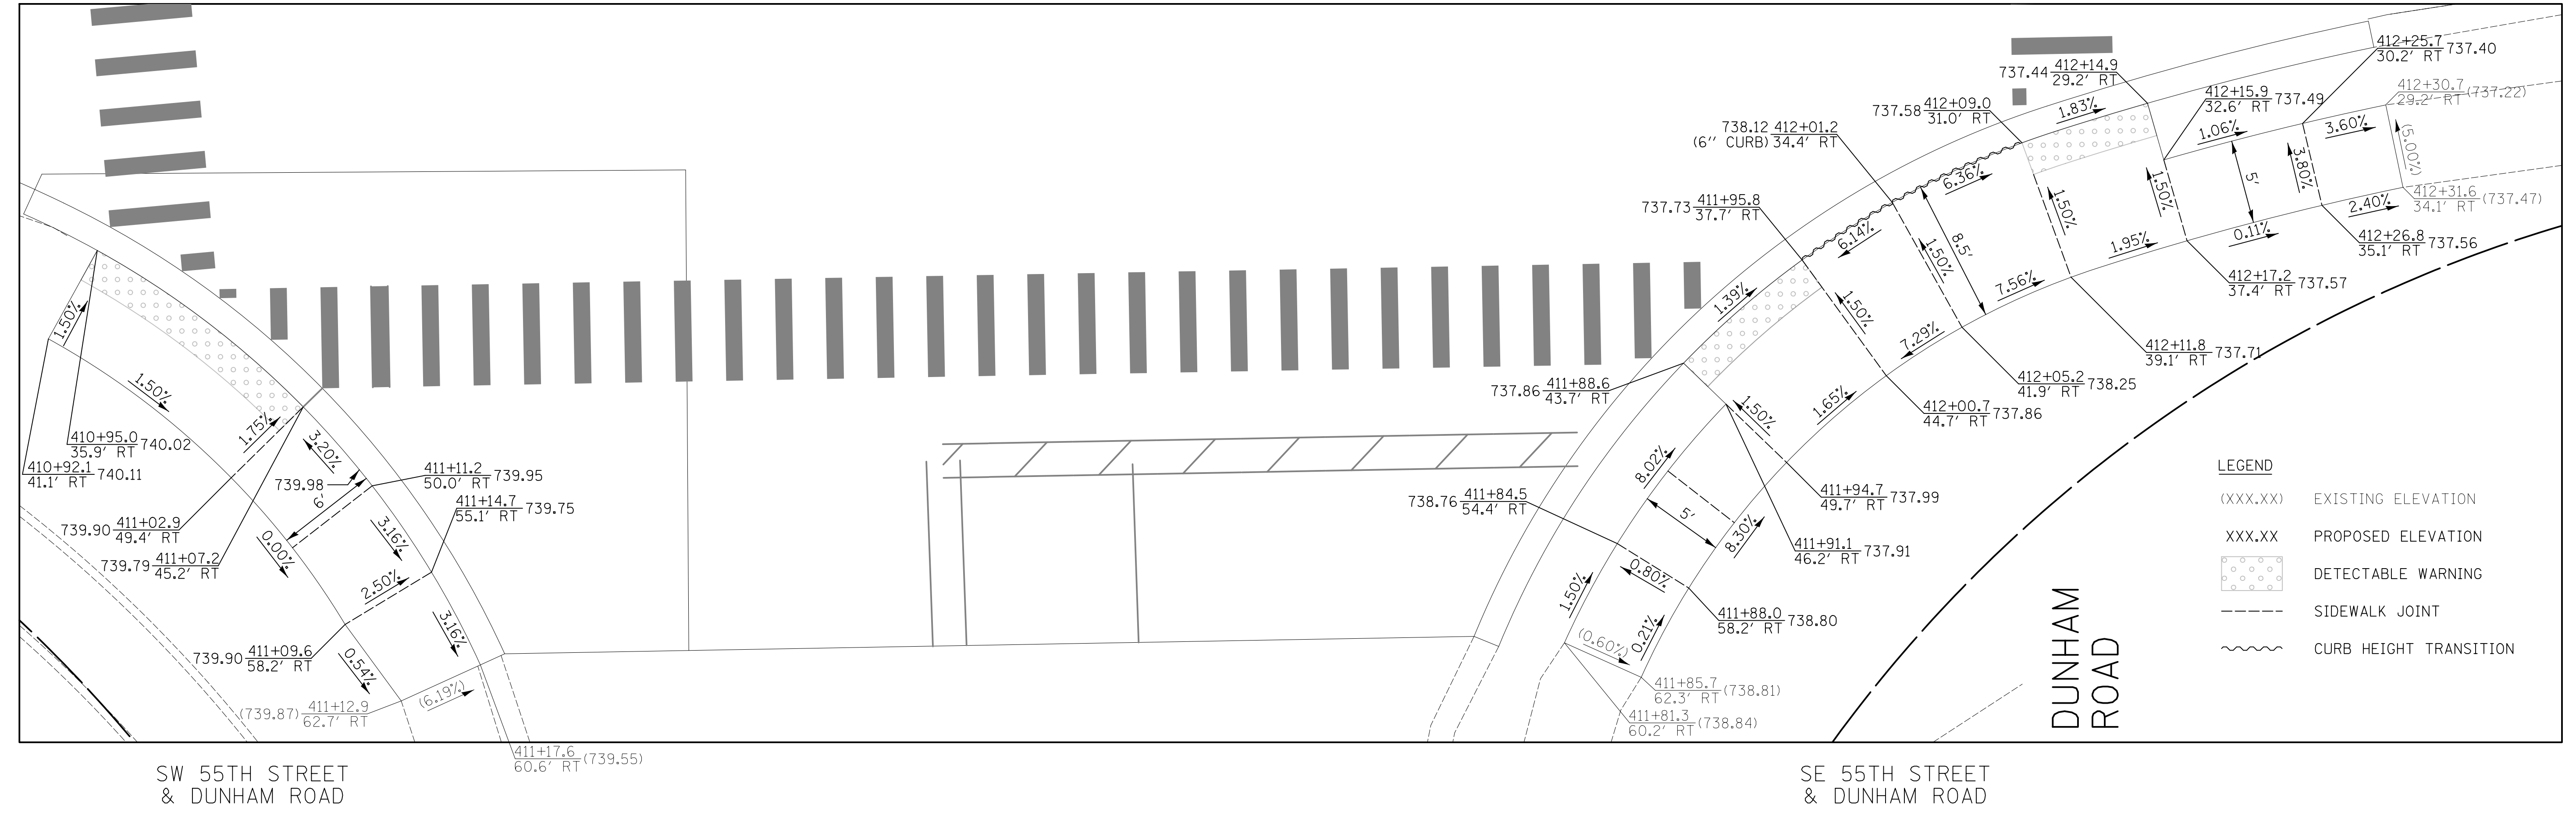 412+25.7
30.2' RT 737.40
412+14.9
737.44 29.2' RT
412+30.7
29.2' RT (737.22)
412+15.9
32.6' RT 737.49
412+09.0
737.58 31.0' RT
1.83%
1.06%
3.60%
(5.00%)
738.12 412+01.2
(6'' CURB) 34.4' RT
6.36%
1.50%
1.50%
5'
3.80%
412+31.6
34.1' RT (737.47)
2.40%
411+95.8
737.73 37.7' RT
6.14%
8.5'
1.50%
1.95%
0.11%
412+26.8
35.1' RT 737.56
412+17.2
37.4' RT 737.57
7.56%
1.39%
1.50%
7.29%
412+11.8
39.1' RT 737.71
412+05.2
41.9' RT 738.25
412+00.7
44.7' RT 737.86
411+88.6
737.86 43.7' RT
1.50%
1.65%
1.50%
1.50%
1.75%
410+95.0
35.9' RT 740.02
410+92.1
41.1' RT 740.11
3.20%
739.98
6'
411+11.2
50.0' RT 739.95
411+14.7
55.1' RT 739.75
411+02.9
739.90 49.4' RT
411+07.2
739.79 45.2' RT
0.00%
3.16%
2.50%
3.16%
411+09.6
739.90 58.2' RT
0.54%
(6.19%)
411+12.9
(739.87) 62.7' RT
411+17.6
60.6' RT (739.55)
8.02%
411+84.5
738.76 54.4' RT
5'
8.30%
411+94.7
49.7' RT 737.99
411+91.1
46.2' RT 737.91
0.80%
1.50%
411+88.0
58.2' RT 738.80
(0.60%)
0.21%
411+85.7
62.3' RT (738.81)
411+81.3
60.2' RT (738.84)
DUNHAM
ROAD
LEGEND
(XXX.XX) EXISTING ELEVATION
XXX.XX PROPOSED ELEVATION
DETECTABLE WARNING
SIDEWALK JOINT
CURB HEIGHT TRANSITION
SW 55TH STREET
& DUNHAM ROAD
SE 55TH STREET
& DUNHAM ROAD